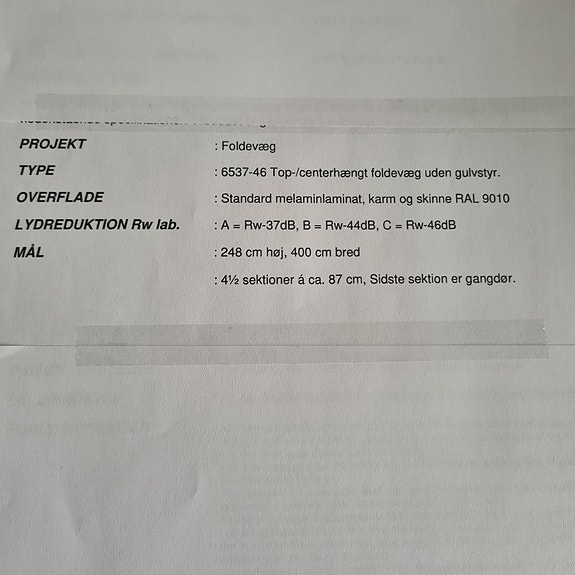 PROJEKT : Foldevæg
TYPE : 6537-46 Top-/centerhængt foldevæg uden gulvstyr.
OVERFLADE : Standard melaminlaminat, karm og skinne RAL 9010
LYDREDUKTION Rw lab. : A = Rw-37dB, B = Rw-44dB, C = Rw-46dB
MÅL : 248 cm høj, 400 cm bred
: 4½ sektioner á ca. 87 cm, Sidste sektion er gangdør.